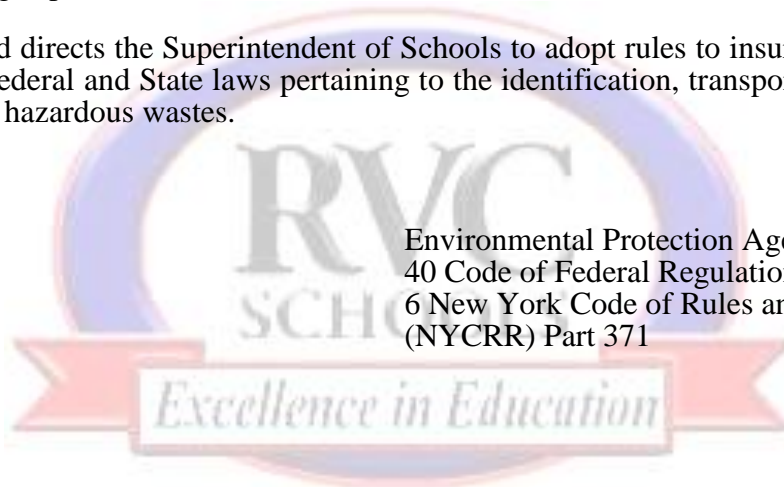 d directs the Superintendent of Schools to adopt rules to insu
ederal and State laws pertaining to the identification, transpo
hazardous wastes.
RVC
SCHOOLS
Environmental Protection Ag
40 Code of Federal Regulation
6 New York Code of Rules a
(NYCRR) Part 371
Excellence in Education